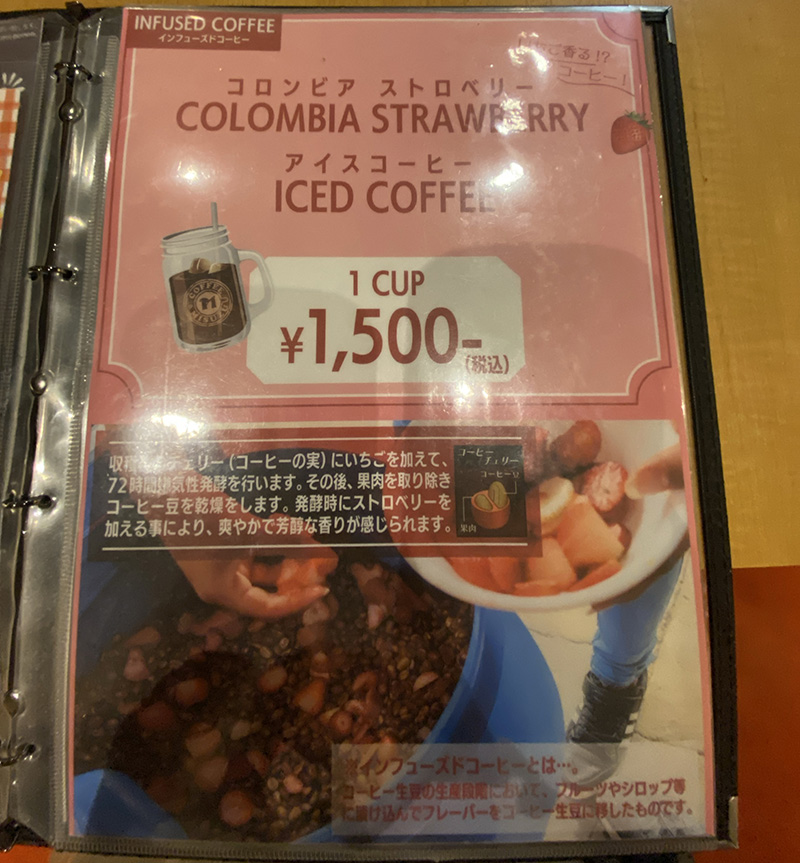 INFUSED COFFEE
インフューズドコーヒー
香る!?
コーヒー!
コロンビア ストロベリー
COLOMBIA STRAWBERRY
アイスコーヒー
ICED COFFEE
COFFEE
1 CUP
¥1,500-
(税込)
チェリー(コーヒーの実)にいちごを加えて、
72時間嫌気性発酵を行います。その後、果肉を取り除き
コーヒー豆を乾燥をします。発酵時にストロベリーを
加える事により、爽やかで芳醇な香りが感じられます。
コーヒー
チェリー
コーヒー豆
果肉
※インフューズドコーヒーとは…。
コーヒー生豆の生産段階において、フルーツやシロップ等
に漬け込んでフレーバーをコーヒー生豆に移したものです。